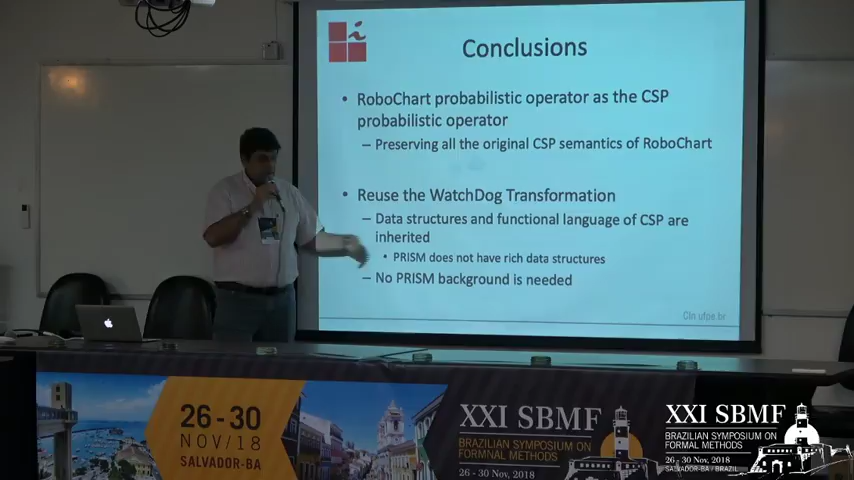 Conclusions
• RoboChart probabilistic operator as the CSP
probabilistic operator
– Preserving all the original CSP semantics of RoboChart
• Reuse the WatchDog Transformation
– Data structures and functional language of CSP are
inherited
• PRISM does not have rich data structures
– No PRISM background is needed
CIn.ufpe.br
26-30
NOV/18
SALVADOR-BA
XXI SBMF
BRAZILIAN SYMPOSIUM ON
FORMNAL METHODS
26 - 30 Nov, 2018
XXI SBMF
BRAZILIAN SYMPOSIUM ON
FORMAL METHODS
26 - 30 Nov, 2018
SALVADOR-BA / BRAZIL